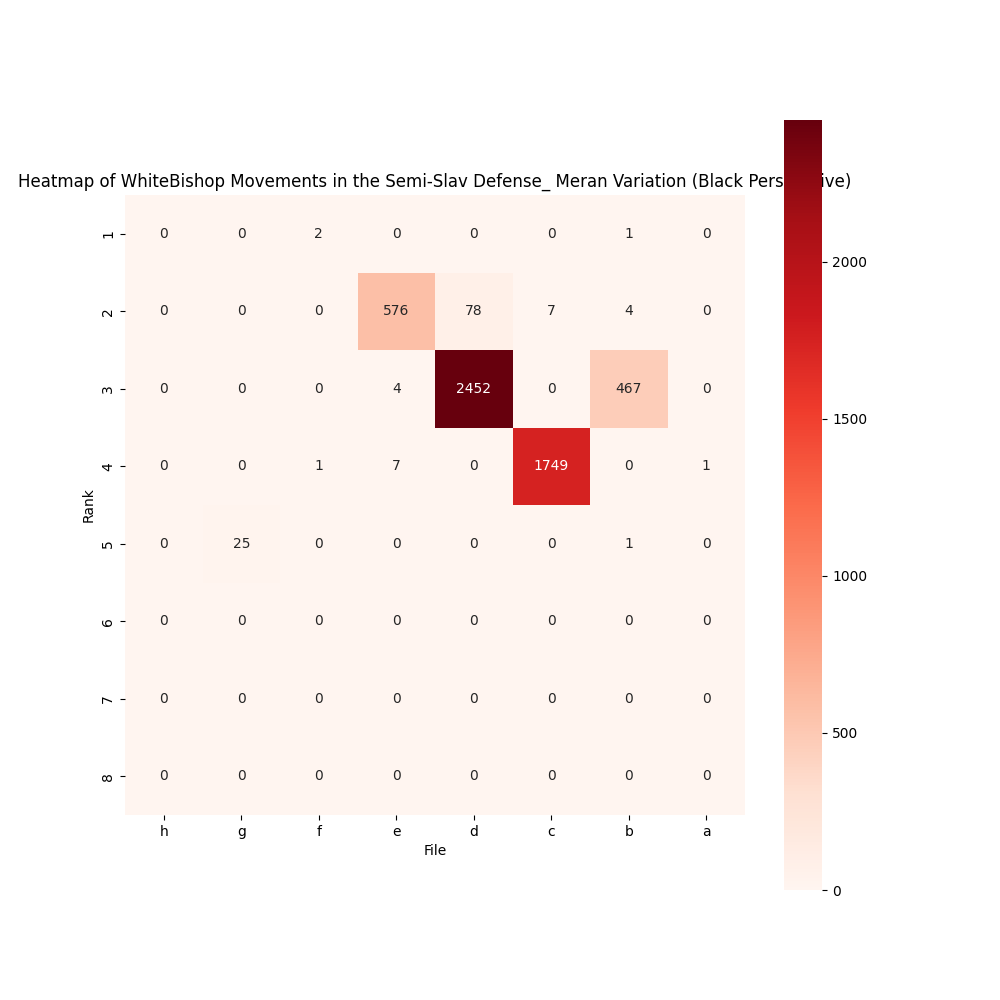 Heatmap of WhiteBishop Movements in the Semi-Slav Defense_ Meran Variation (Black Pers    ive)
1 0 0 2 0 0 0 1 0
2 0 0 0 576 78 7 4 0
3 0 0 0 4 2452 0 467 0
4 0 0 1 7 0 1749 0 1
5 0 25 0 0 0 0 1 0
6 0 0 0 0 0 0 0 0
7 0 0 0 0 0 0 0 0
8 0 0 0 0 0 0 0 0
h g f e d c b a
File
Rank
2000
1500
1000
500
0